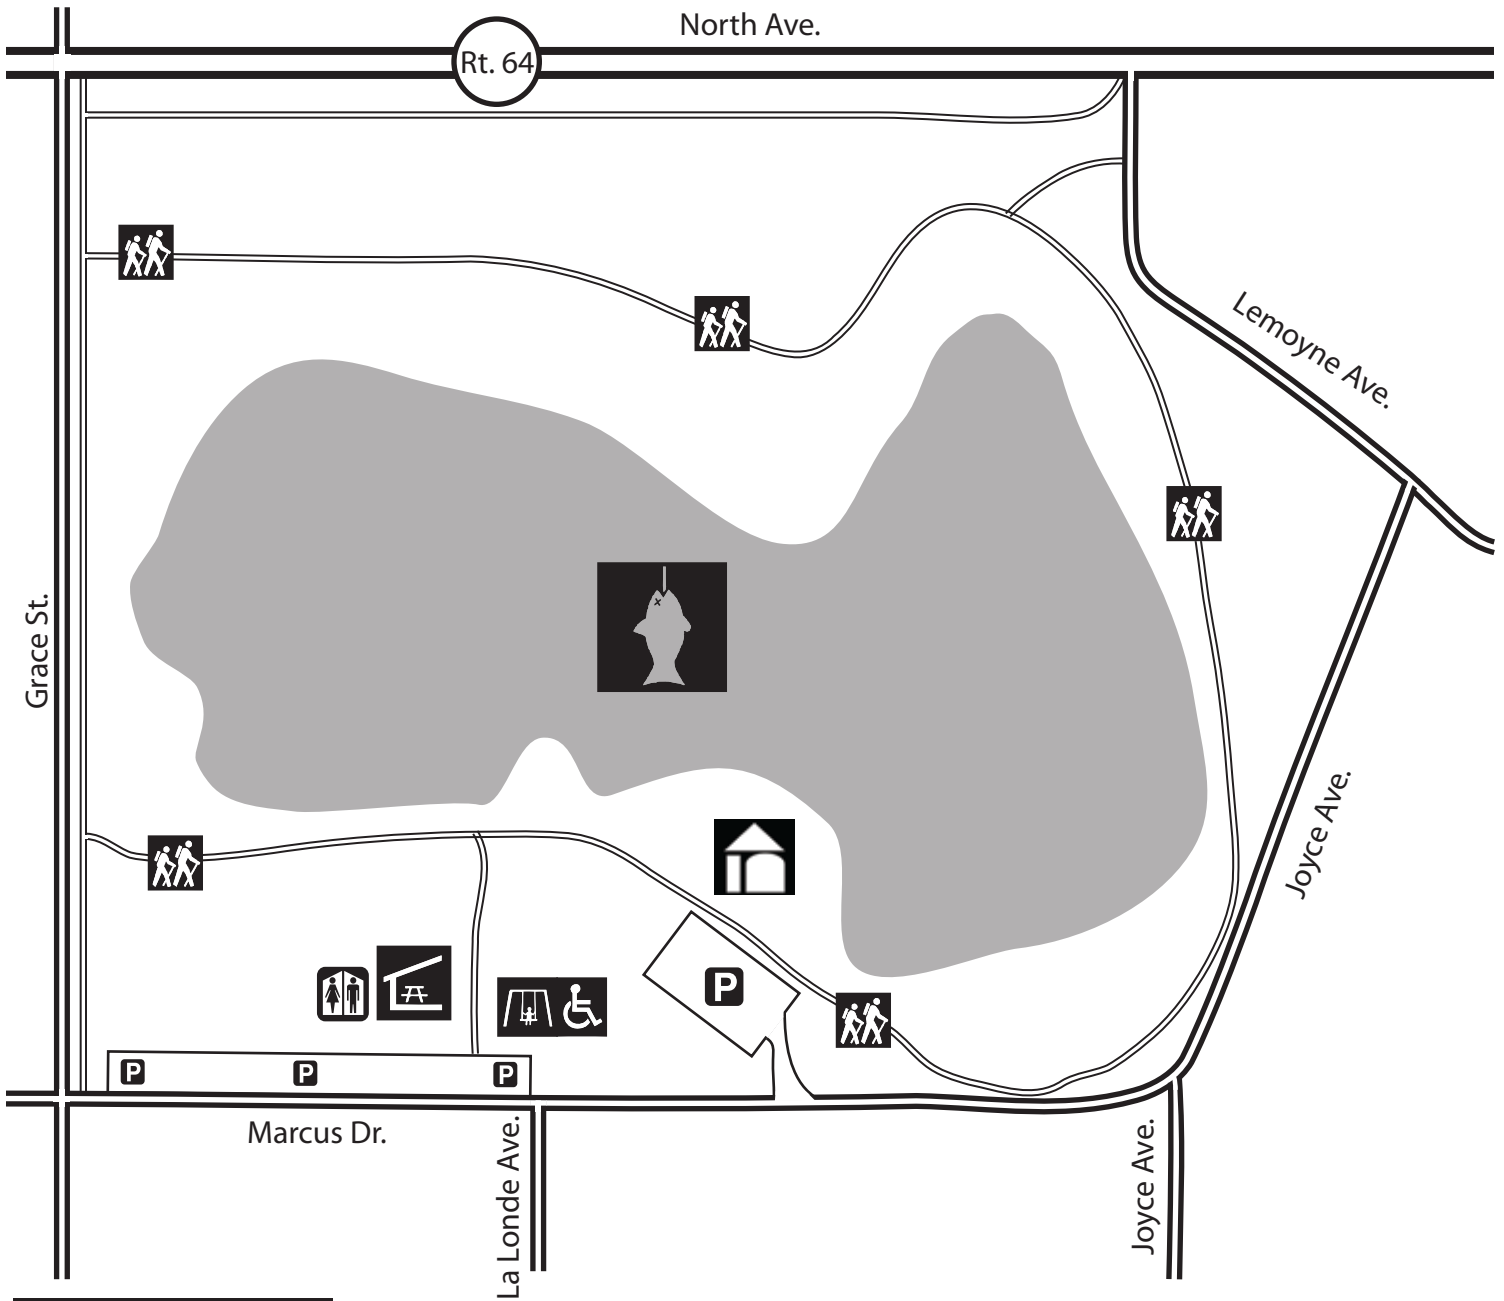 North Ave.
Rt. 64
Lemoyne Ave.
Grace St.
Joyce Ave.
P
P
P
P
Marcus Dr.
La Londe Ave.
Joyce Ave.